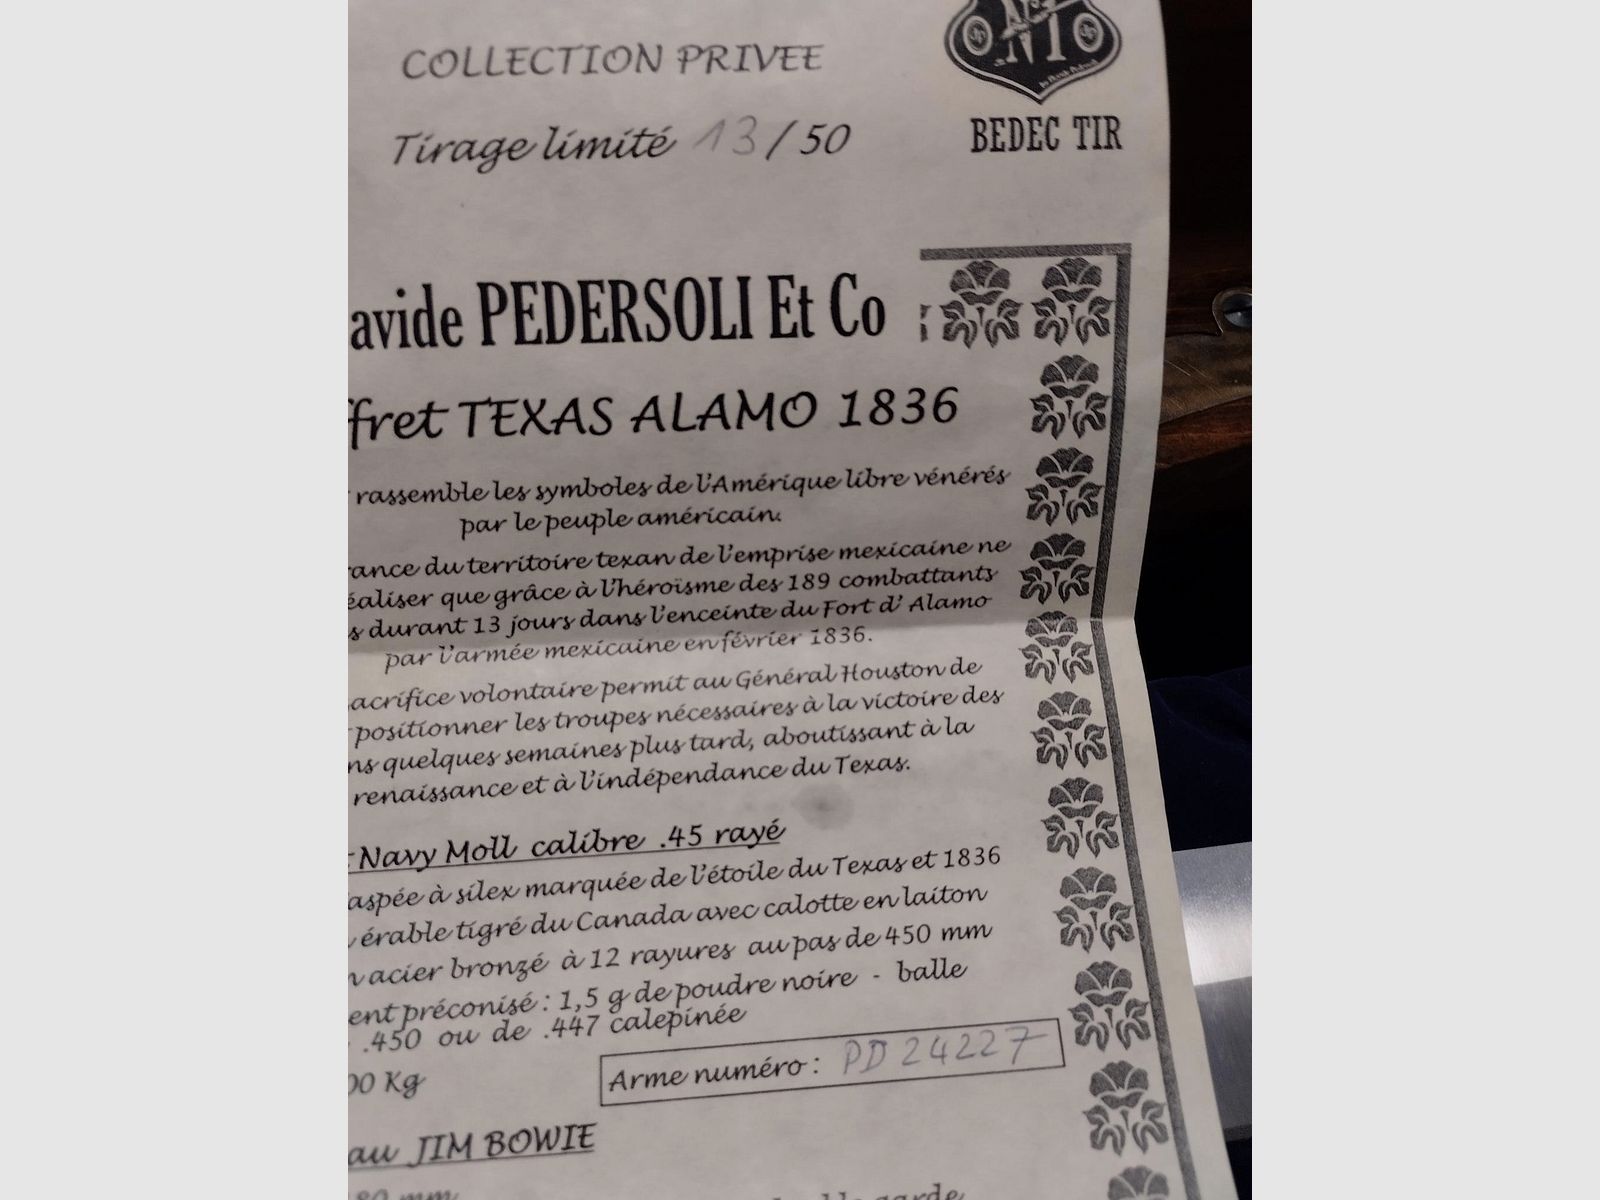 COLLECTION PRIVEE
Tirage limité 13/50
BEDEC TIR
avide PEDERSOLI Et Co
ffret TEXAS ALAMO 1836
rassemble les symboles de l'Amérique libre vénérés
par le peuple américain.
rance du territoire texan de l'emprise mexicaine ne
éaliser que grâce à l'héroïsme des 189 combattants
s durant 13 jours dans l'enceinte du Fort d' Alamo
par l'armée mexicaine en février 1836.
acrifice volontaire permit au Général Houston de
positionner les troupes nécessaires à la victoire des
ns quelques semaines plus tard, aboutissant à la
renaissance et à l'indépendance du Texas.
Navy Moll calibre .45 rayé
aspée à silex marquée de l'étoile du Texas et 1836
érable tigré du Canada avec calotte en laiton
n acier bronzé à 12 rayures au pas de 450 mm
ent préconisé : 1,5 g de poudre noire - balle
.450 ou de .447 calepinée
00 Kg
Arme numéro : PD 24227
au JIM BOWIE
80 mm
garde